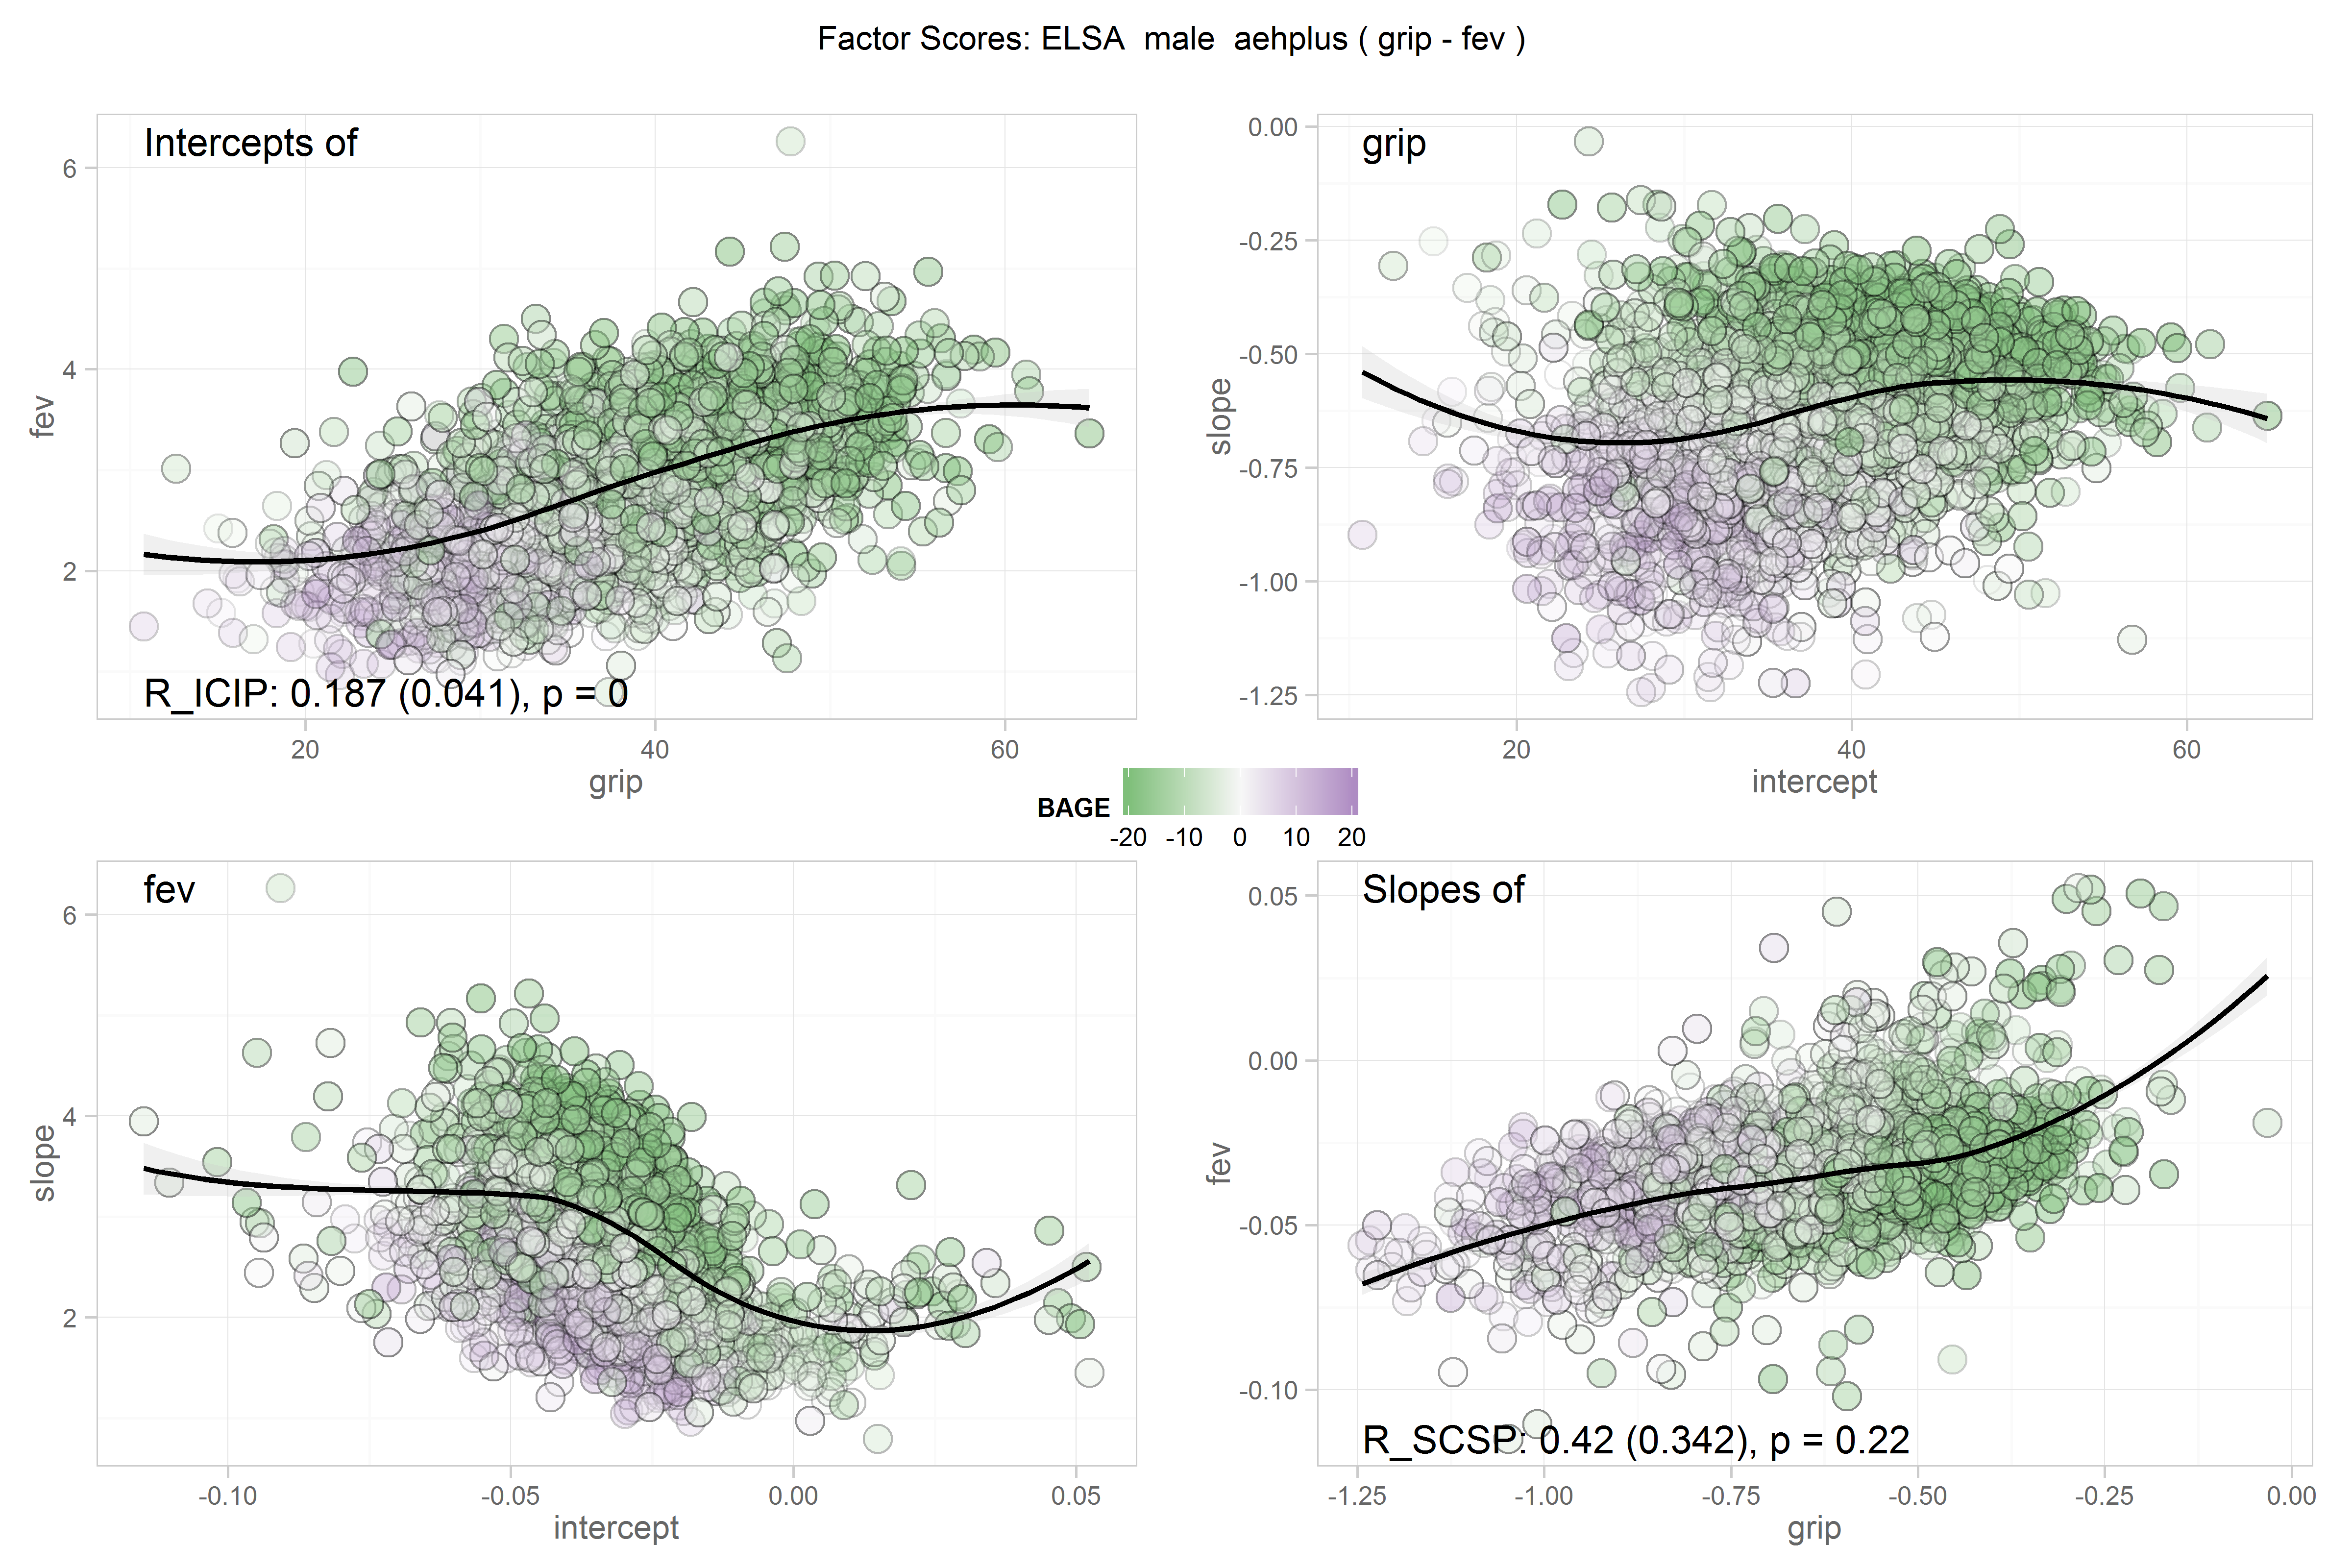 Factor Scores: ELSA  male  aehplus ( grip - fev )
Intercepts of
6
4
2
fev
R_ICIP: 0.187 (0.041), p = 0
20 40 60
grip
grip
0.00
-0.25
-0.50
-0.75
-1.00
-1.25
slope
20 40 60
intercept
BAGE
-20 -10 0 10 20
fev
6
4
2
slope
-0.10 -0.05 0.00 0.05
intercept
Slopes of
0.05
0.00
-0.05
-0.10
fev
R_SCSP: 0.42 (0.342), p = 0.22
-1.25 -1.00 -0.75 -0.50 -0.25 0.00
grip